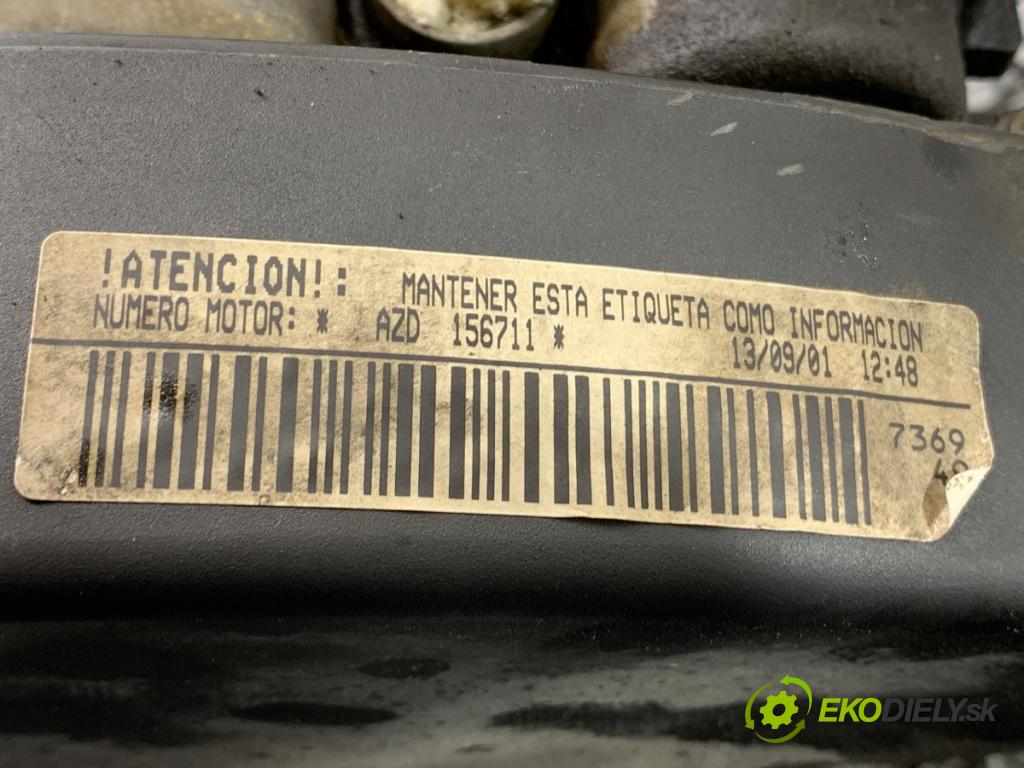 !ATENCION!: MANTENER ESTA ETIQUETA COMO INFORMACION
NUMERO MOTOR: * AZD 156711 * 13/09/01 12:48
7369
EKODIELY.sk